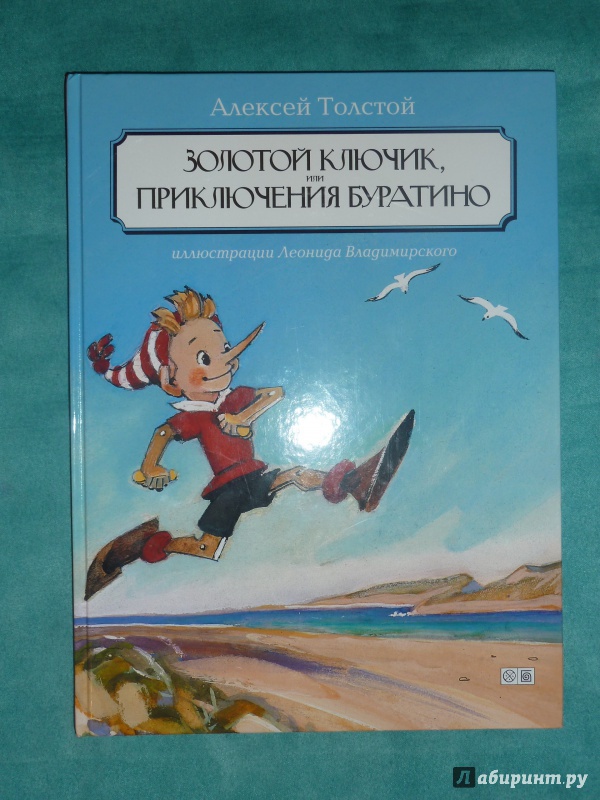 Алексей Толстой
ЗОЛОТОЙ КЛЮЧИК,
ИЛИ
ПРИКЛЮЧЕНИЯ БУРАТИНО
иллюстрации Леонида Владимирского
Лабиринт.ру